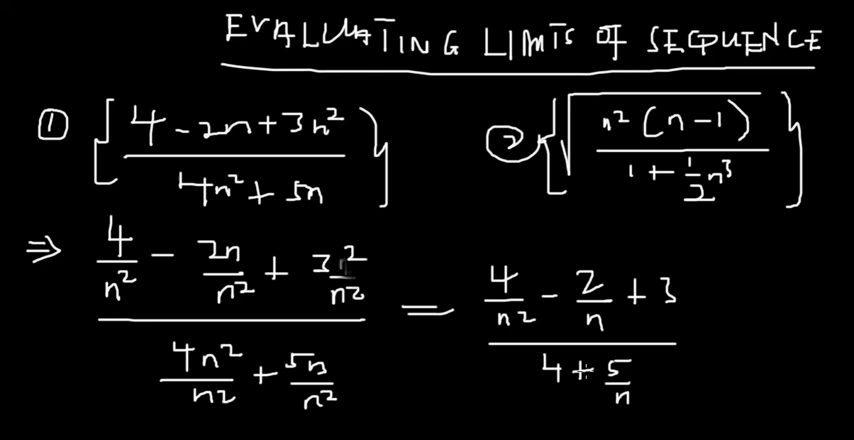 EVALUATING LIMITS OF SEQUENCE
① { (4 - 2n + 3n²) / (4n² + 5n) } ② { √( n²(n - 1) / (1 + ½n³) ) }
⇒ (4/n² - 2n/n² + 3n²/n²) / (4n²/n² + 5n/n²) = (4/n² - 2/n + 3) / (4 + 5/n)